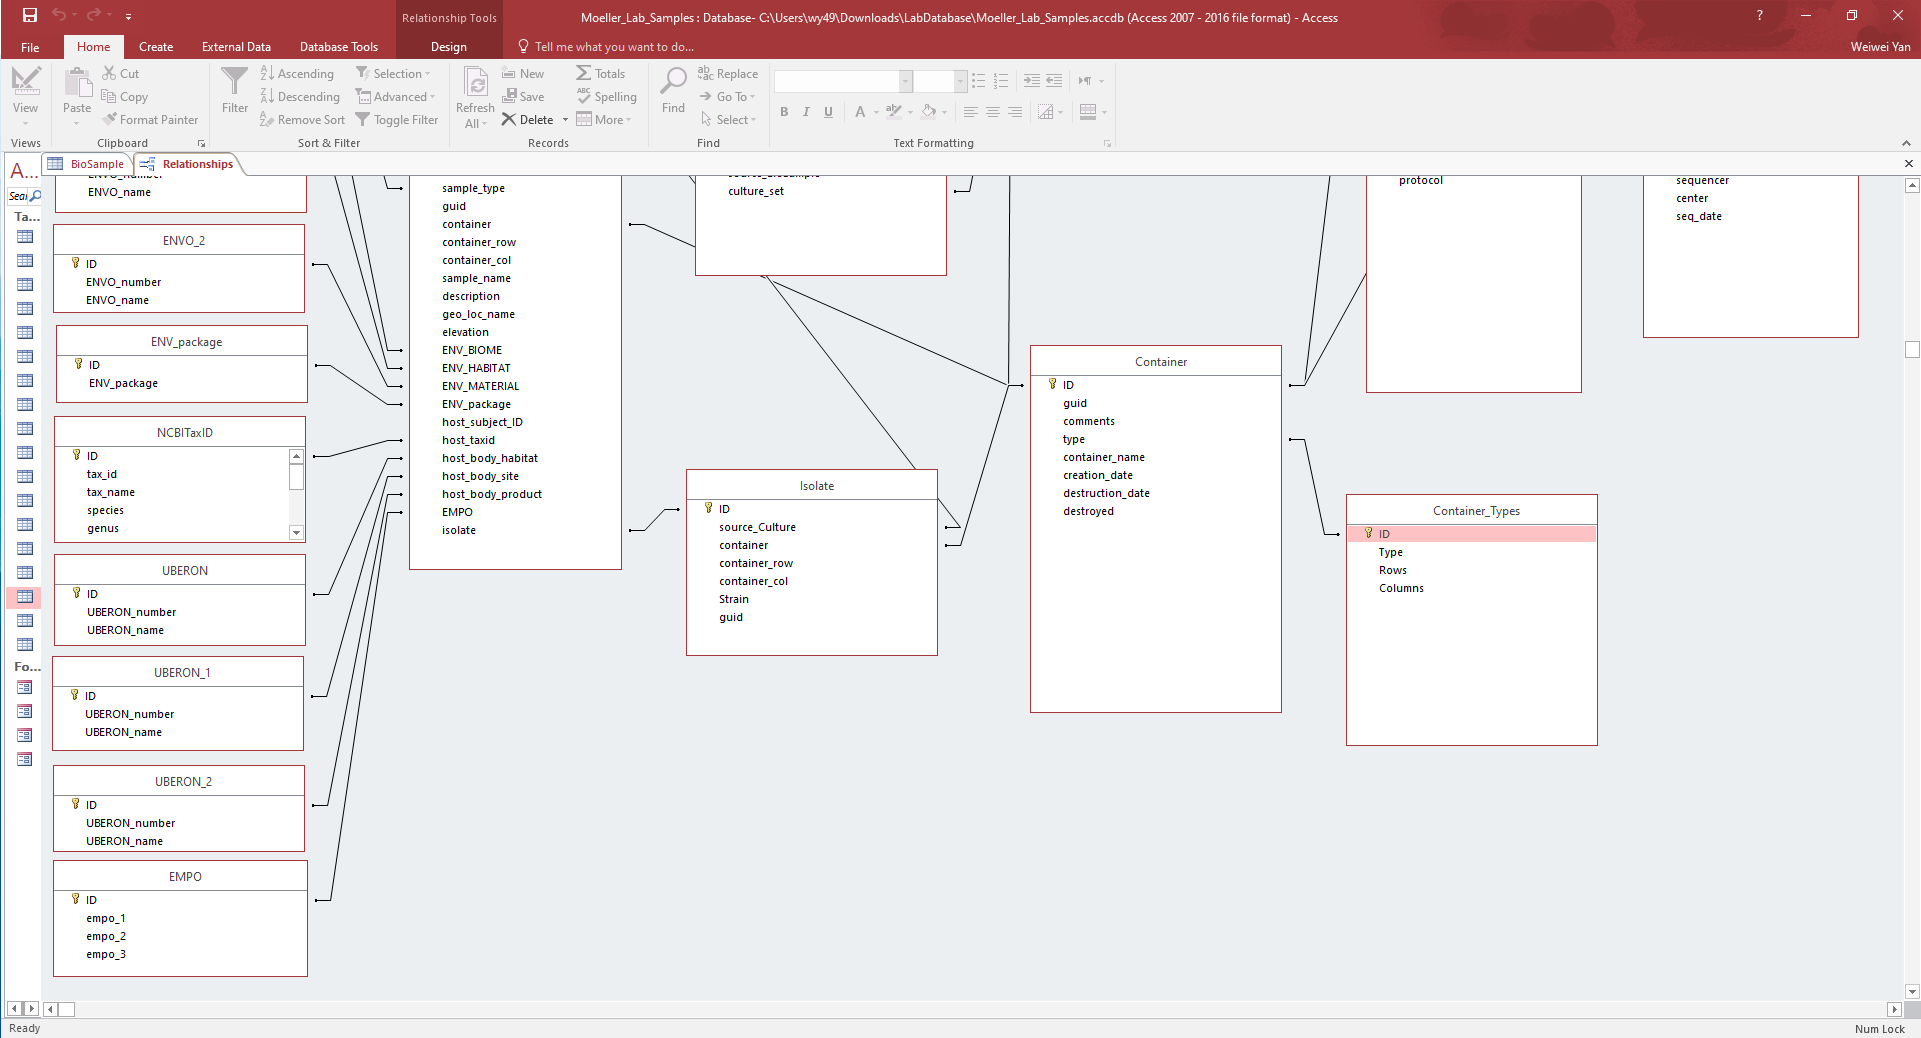 Relationship Tools
Moeller_Lab_Samples : Database- C:\Users\wy49\Downloads\LabDatabase\Moeller_Lab_Samples.accdb (Access 2007 - 2016 file format) - Access
?
File
Home
Create
External Data
Database Tools
Design
Tell me what you want to do...
Weiwei Yan
View
Views
Paste
Cut
Copy
Format Painter
Clipboard
Filter
Ascending
Descending
Remove Sort
Selection
Advanced
Toggle Filter
Sort & Filter
Refresh
All
New
Save
Delete
Totals
Spelling
More
Records
Find
Replace
Go To
Select
Find
B I U A
Text Formatting
A...
BioSample
Relationships
Ta...
Fo...
ENVO_name
ENVO_2
ID
ENVO_number
ENVO_name
ENV_package
ID
ENV_package
NCBITaxID
ID
tax_id
tax_name
species
genus
UBERON
ID
UBERON_number
UBERON_name
UBERON_1
ID
UBERON_number
UBERON_name
UBERON_2
ID
UBERON_number
UBERON_name
EMPO
ID
empo_1
empo_2
empo_3
sample_type
guid
container
container_row
container_col
sample_name
description
geo_loc_name
elevation
ENV_BIOME
ENV_HABITAT
ENV_MATERIAL
ENV_package
host_subject_ID
host_taxid
host_body_habitat
host_body_site
host_body_product
EMPO
isolate
culture_set
Isolate
ID
source_Culture
container
container_row
container_col
Strain
guid
Container
ID
guid
comments
type
container_name
creation_date
destruction_date
destroyed
protocol
Container_Types
ID
Type
Rows
Columns
sequencer
center
seq_date
Ready
Num Lock